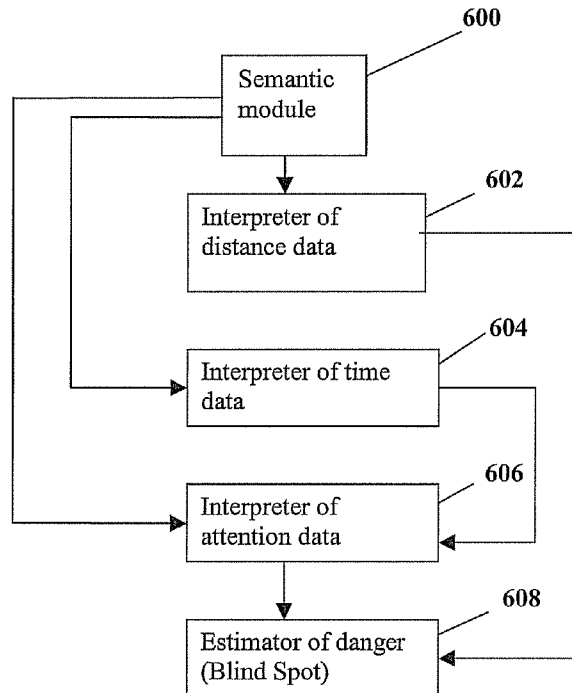 600
Semantic
module
602
Interpreter of
distance data
604
Interpreter of time
data
606
Interpreter of
attention data
608
Estimator of danger
(Blind Spot)